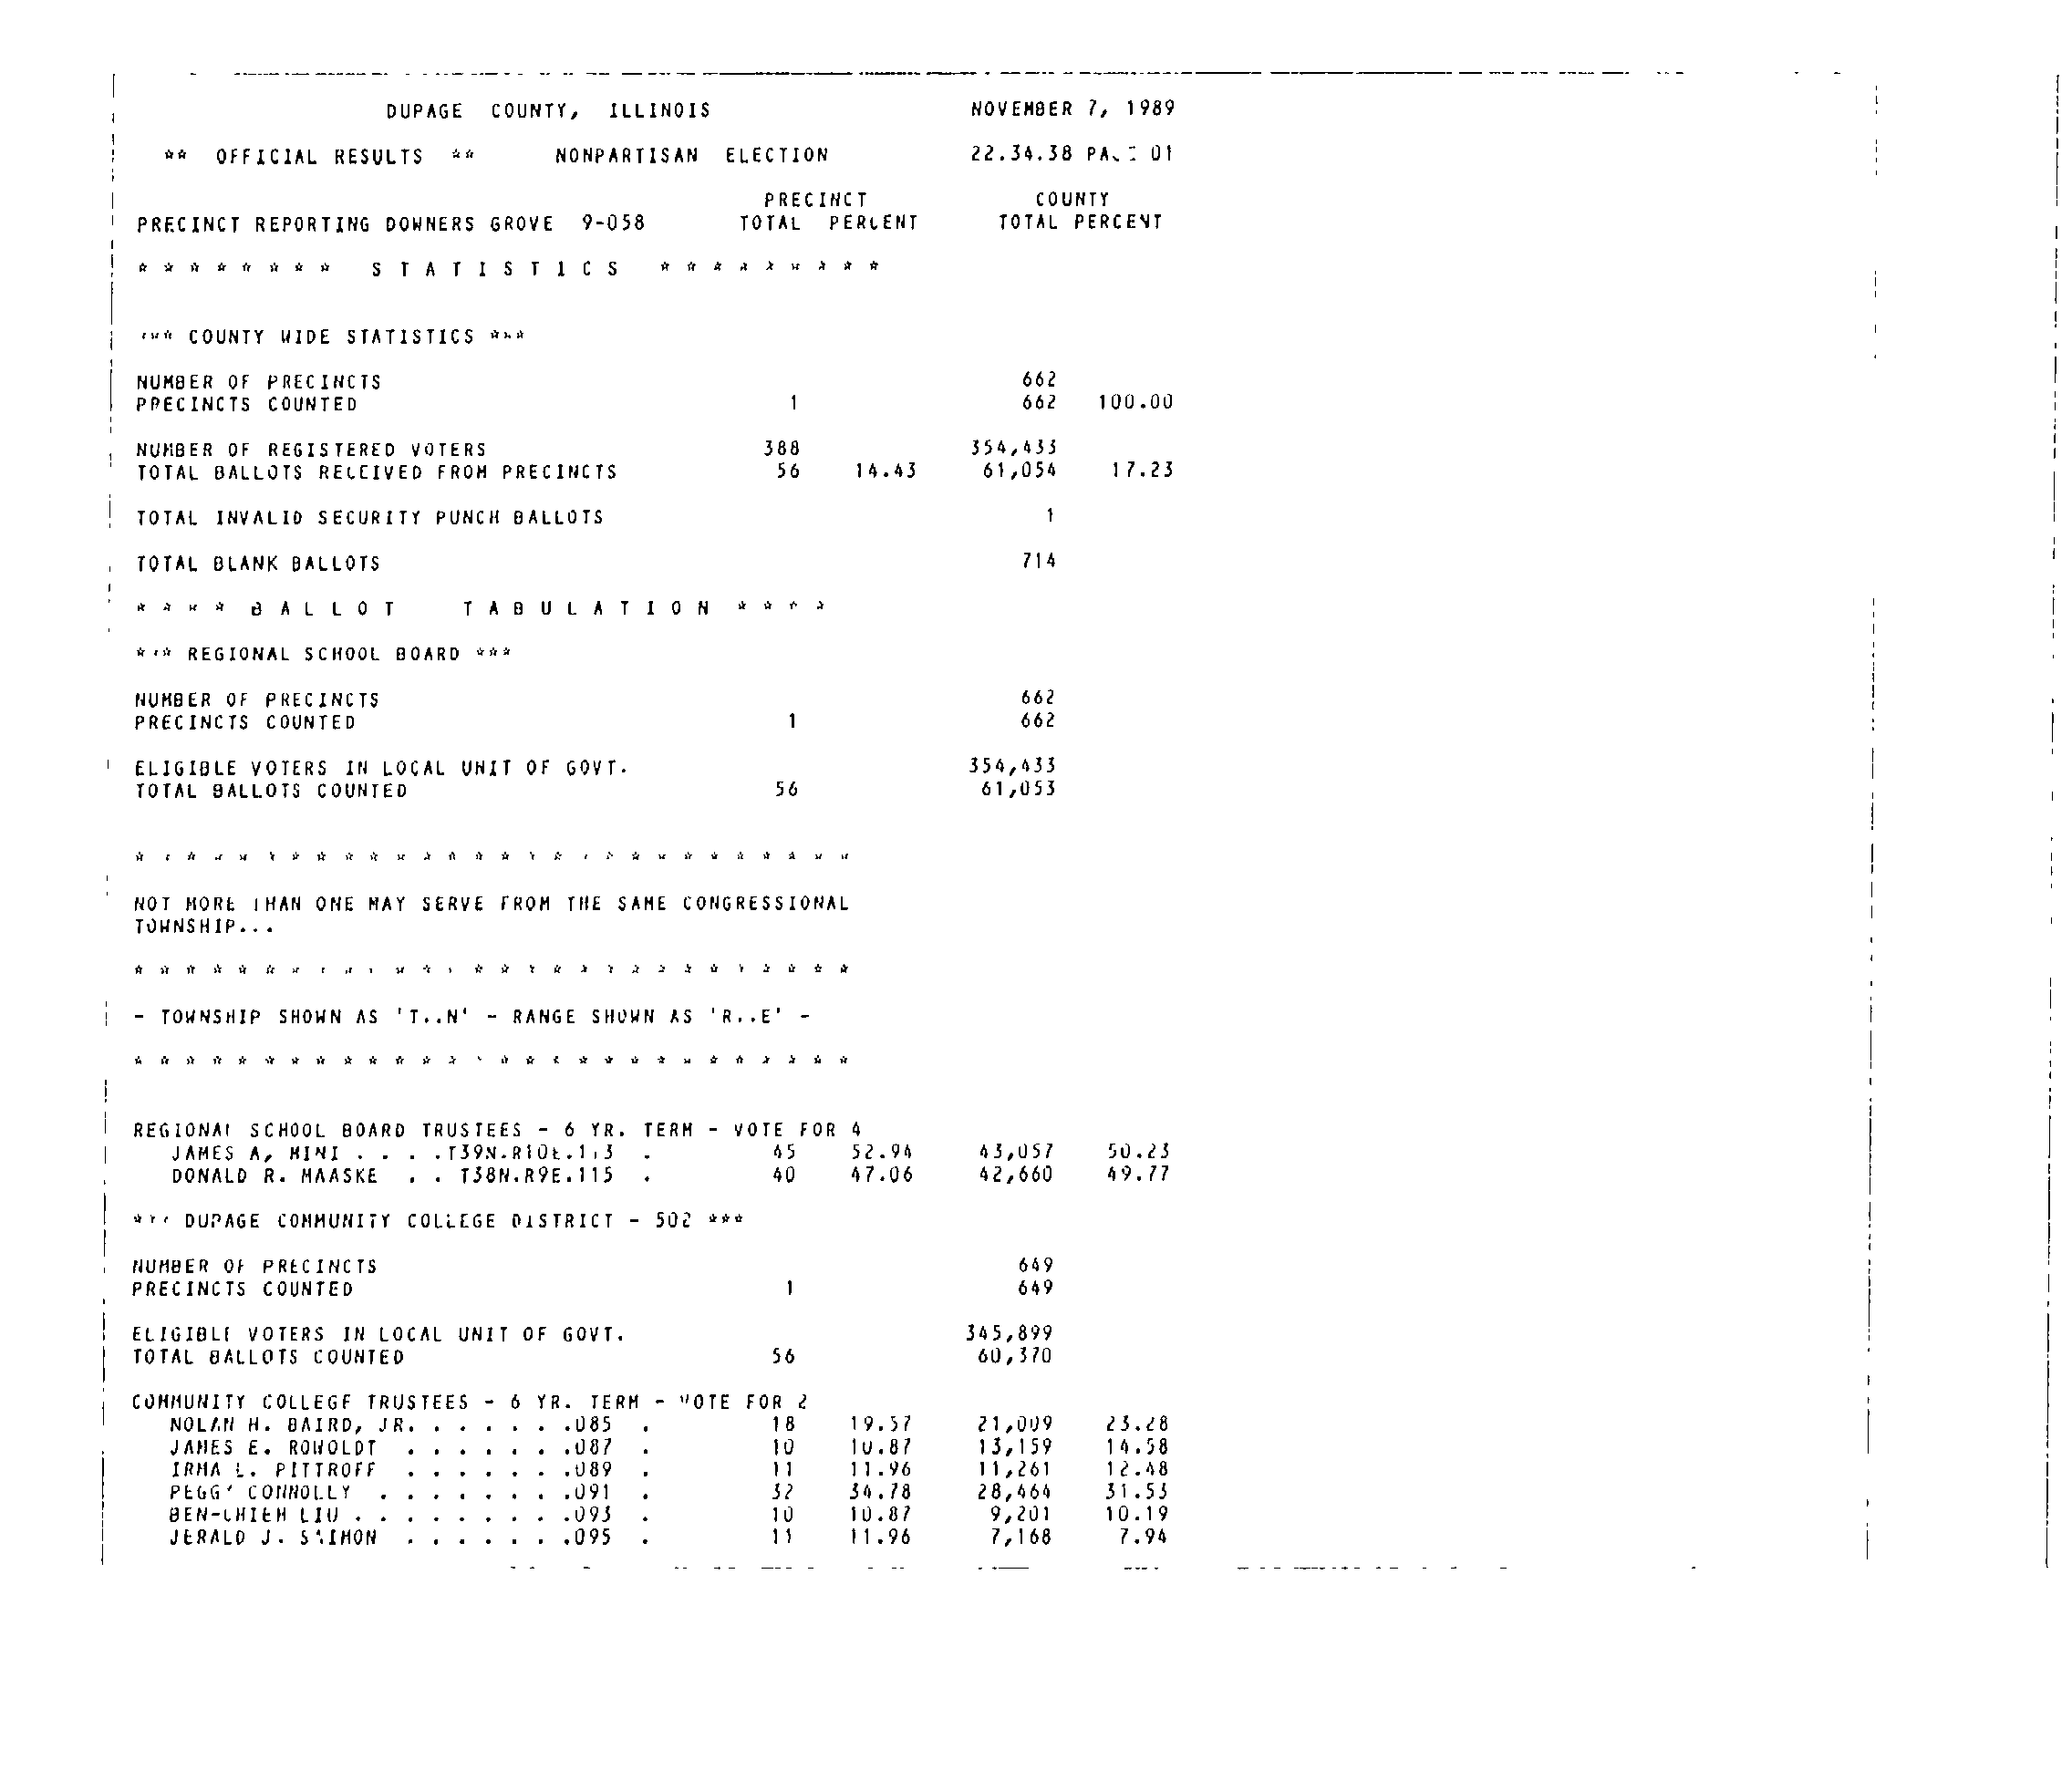 DUPAGE COUNTY, ILLINOIS NOVEMBER 7, 1989
** OFFICIAL RESULTS ** NONPARTISAN ELECTION 22.34.38 01
PRECINCT COUNTY
PRECINCT REPORTING DOWNERS GROVE 9-058 TOTAL PERCENT TOTAL PERCENT
* * * * * * * * S T A T I S T I C S * * * * * * * * *
*** COUNTY WIDE STATISTICS ***
NUMBER OF PRECINCTS 662
PRECINCTS COUNTED 1 662 100.00
NUMBER OF REGISTERED VOTERS 388 354,433
TOTAL BALLOTS RECEIVED FROM PRECINCTS 56 14.43 61,054 17.23
TOTAL INVALID SECURITY PUNCH BALLOTS 1
TOTAL BLANK BALLOTS 714
* * * * B A L L O T T A B U L A T I O N * * * *
*** REGIONAL SCHOOL BOARD ***
NUMBER OF PRECINCTS 662
PRECINCTS COUNTED 1 662
ELIGIBLE VOTERS IN LOCAL UNIT OF GOVT. 354,433
TOTAL BALLOTS COUNTED 56 61,053
* * * * * * * * * * * * * * * * * * * * * * * * * * * *
NOT MORE THAN ONE MAY SERVE FROM THE SAME CONGRESSIONAL
TOWNSHIP...
* * * * * * * * * * * * * * * * * * * * * * * * * * * *
- TOWNSHIP SHOWN AS 'T..N' - RANGE SHOWN AS 'R..E' -
* * * * * * * * * * * * * * * * * * * * * * * * * * * *
REGIONAL SCHOOL BOARD TRUSTEES - 6 YR. TERM - VOTE FOR 4
JAMES A. MINI . . . .T39N.R10E.113 . 45 52.94 43,057 50.23
DONALD R. MAASKE . . T38N.R9E.115 . 40 47.06 42,660 49.77
*** DUPAGE COMMUNITY COLLEGE DISTRICT - 502 ***
NUMBER OF PRECINCTS 649
PRECINCTS COUNTED 1 649
ELIGIBLE VOTERS IN LOCAL UNIT OF GOVT. 345,899
TOTAL BALLOTS COUNTED 56 60,370
COMMUNITY COLLEGE TRUSTEES - 6 YR. TERM - VOTE FOR 2
NOLAN H. BAIRD, JR. . . . . . .085 . 18 19.57 21,009 23.28
JAMES E. ROWOLDT . . . . . . .087 . 10 10.87 13,159 14.58
IRMA L. PITTROFF . . . . . . .089 . 11 11.96 11,261 12.48
PEGGY CONNOLLY . . . . . . . .091 . 32 34.78 28,464 31.53
BEN-CHIEH LIU . . . . . . . . .093 . 10 10.87 9,201 10.19
JERALD J. . . . . . . .095 . 11 11.96 7,168 7.94